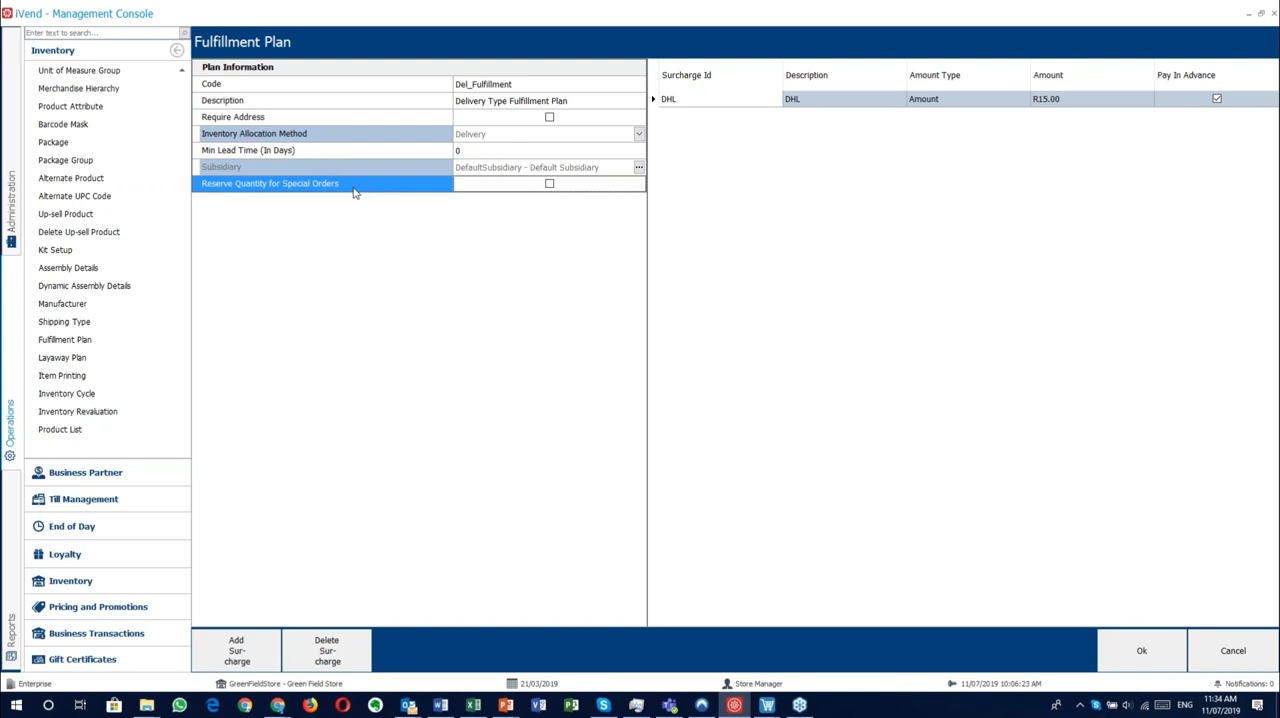 iVend - Management Console
Enter text to search...
Inventory
Unit of Measure Group
Merchandise Hierarchy
Product Attribute
Barcode Mask
Package
Package Group
Alternate Product
Alternate UPC Code
Up-sell Product
Delete Up-sell Product
Kit Setup
Assembly Details
Dynamic Assembly Details
Manufacturer
Shipping Type
Fulfillment Plan
Layaway Plan
Item Printing
Inventory Cycle
Inventory Revaluation
Product List
Business Partner
Till Management
End of Day
Loyalty
Inventory
Pricing and Promotions
Business Transactions
Gift Certificates
Administration
Operations
Reports
Fulfillment Plan
Plan Information
Code Del_Fulfillment
Description Delivery Type Fulfillment Plan
Require Address
Inventory Allocation Method Delivery
Min Lead Time (In Days) 0
Subsidiary DefaultSubsidiary - Default Subsidiary ...
Reserve Quantity for Special Orders
Surcharge Id Description Amount Type Amount Pay In Advance
DHL DHL Amount R15.00
Add
Sur-
charge
Delete
Sur-
charge
Ok
Cancel
Enterprise GreenFieldStore - Green Field Store 21/03/2019 Store Manager 11/07/2019 10:06:23 AM Notifications: 0
ENG
11:34 AM
11/07/2019